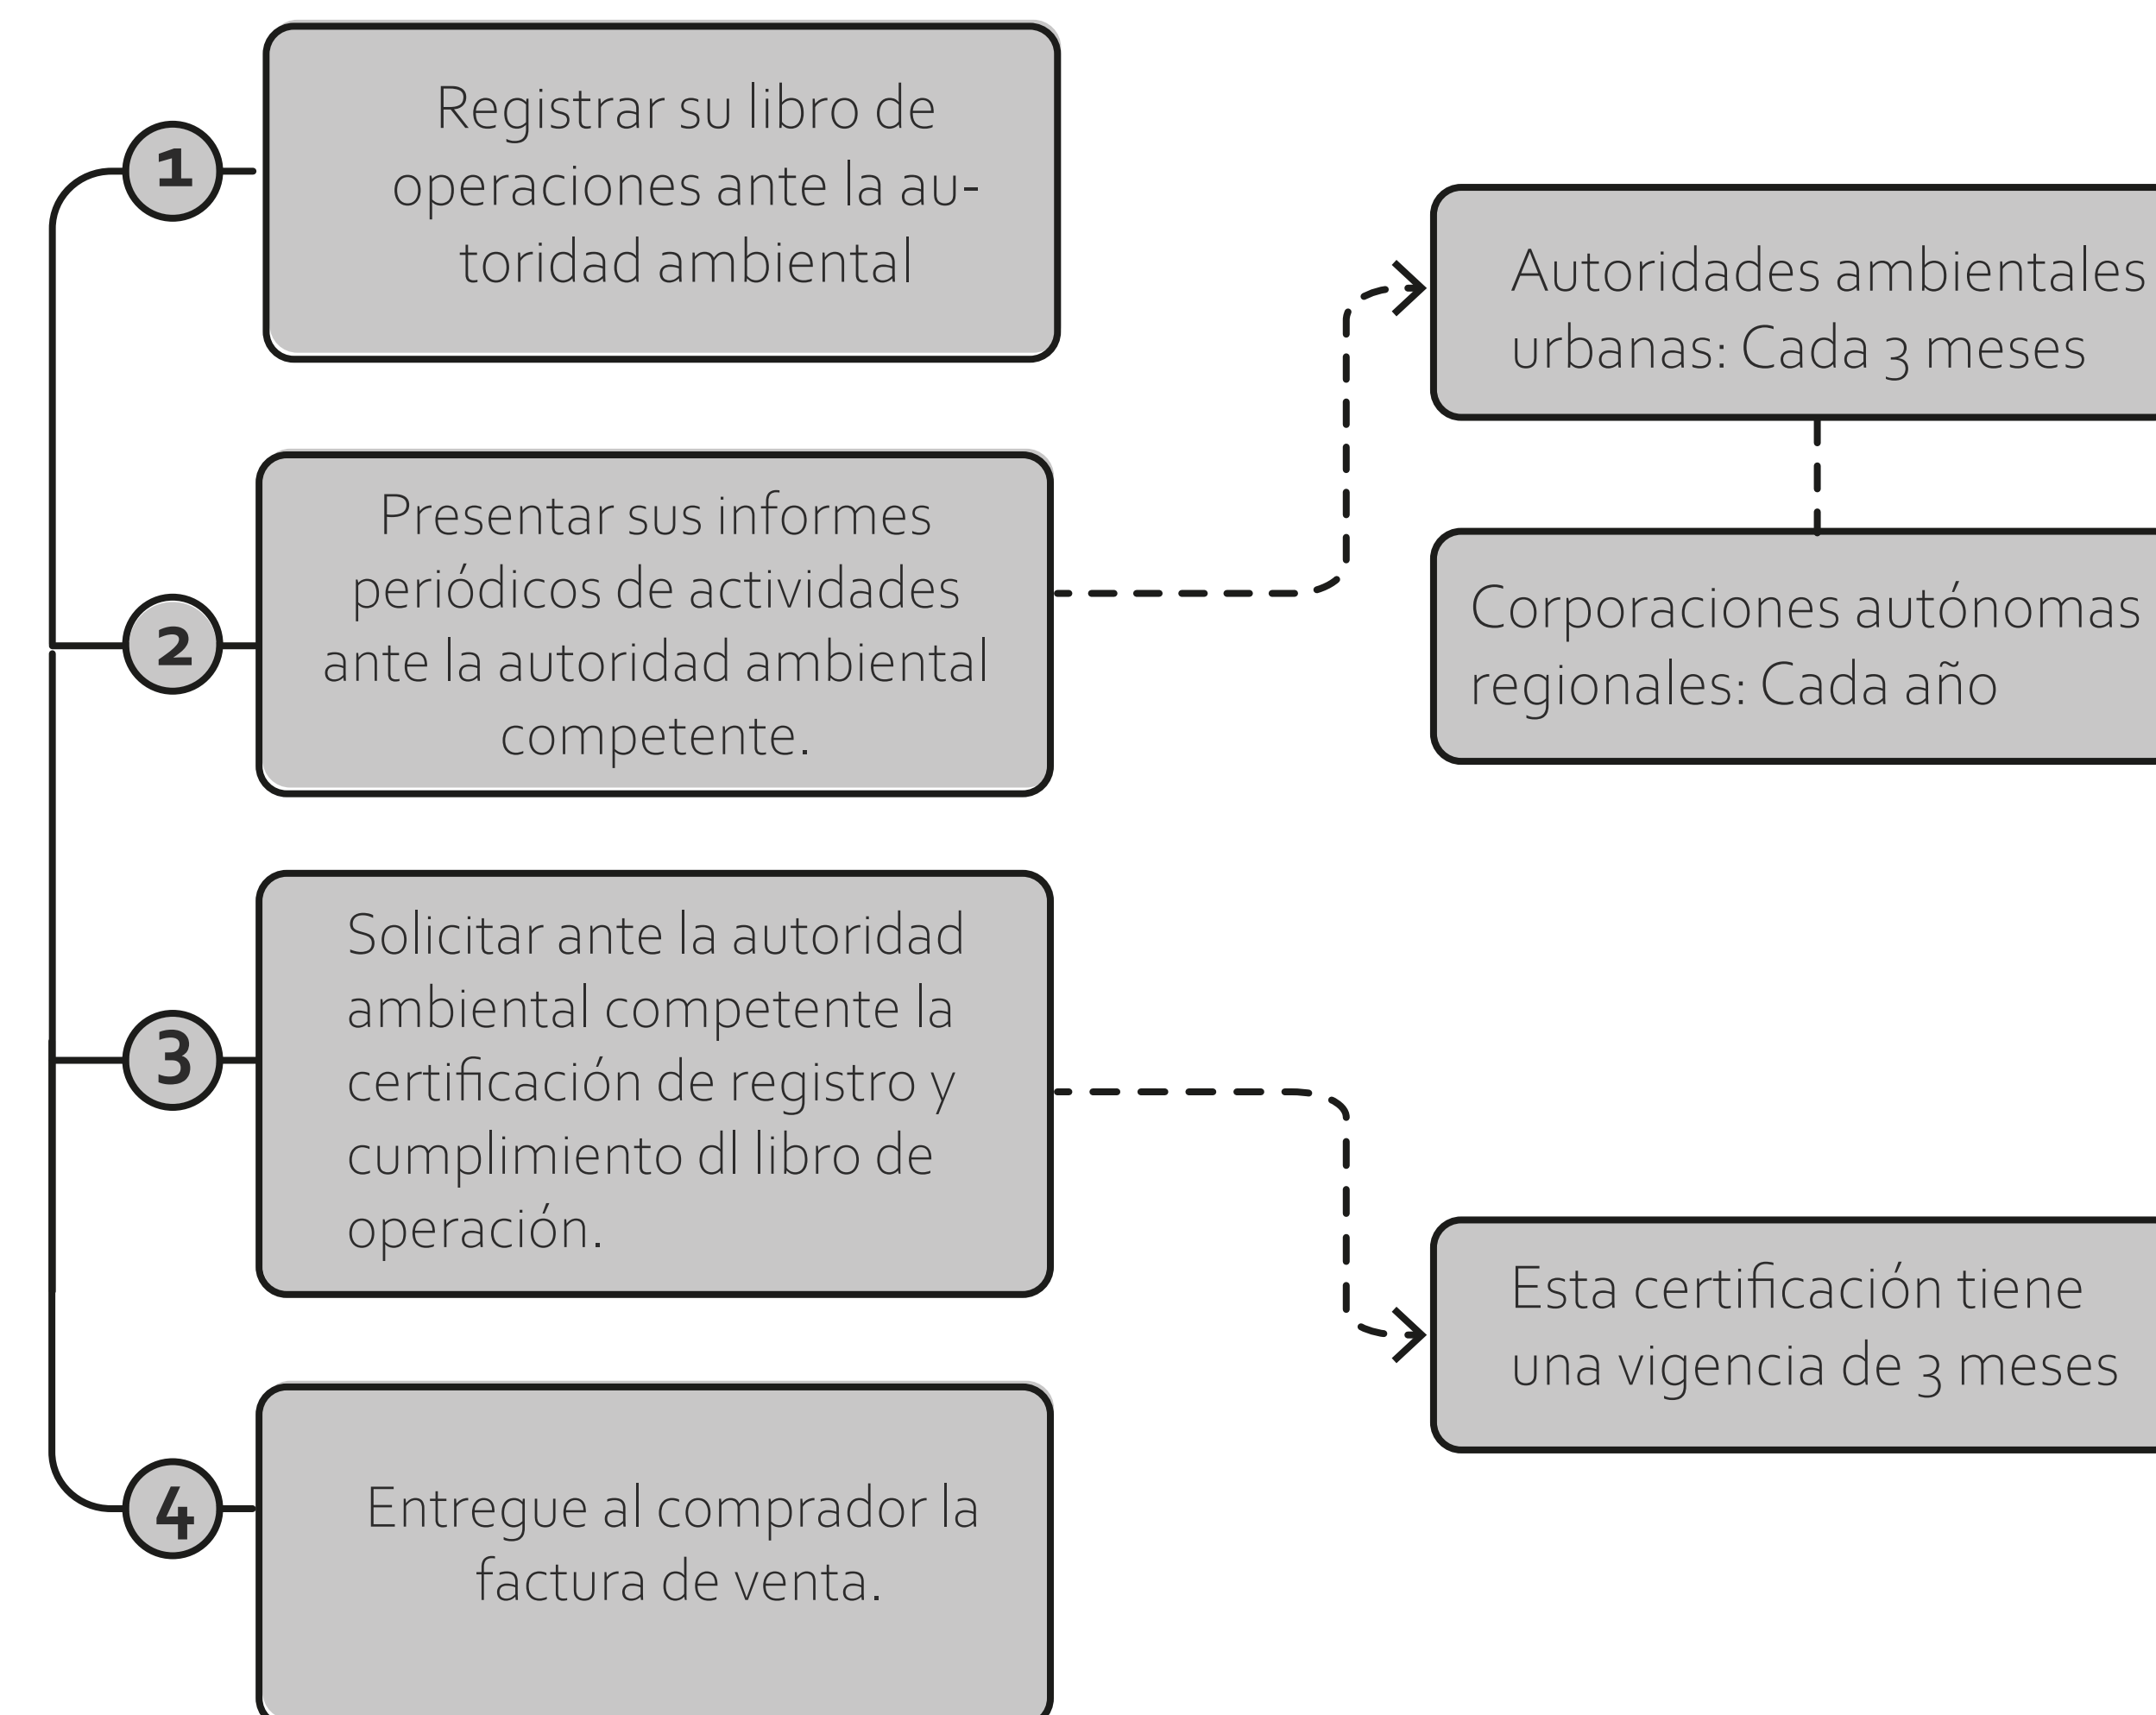 1
Registrar su libro de
operaciones ante la au-
toridad ambiental
2
Presentar sus informes
periódicos de actividades
ante la autoridad ambiental
competente.
Autoridades ambientales
urbanas: Cada 3 meses
Corporaciones autónomas
regionales: Cada año
3
Solicitar ante la autoridad
ambiental competente la
certificación de registro y
cumplimiento dl libro de
operación.
Esta certificación tiene
una vigencia de 3 meses
4
Entregue al comprador la
factura de venta.